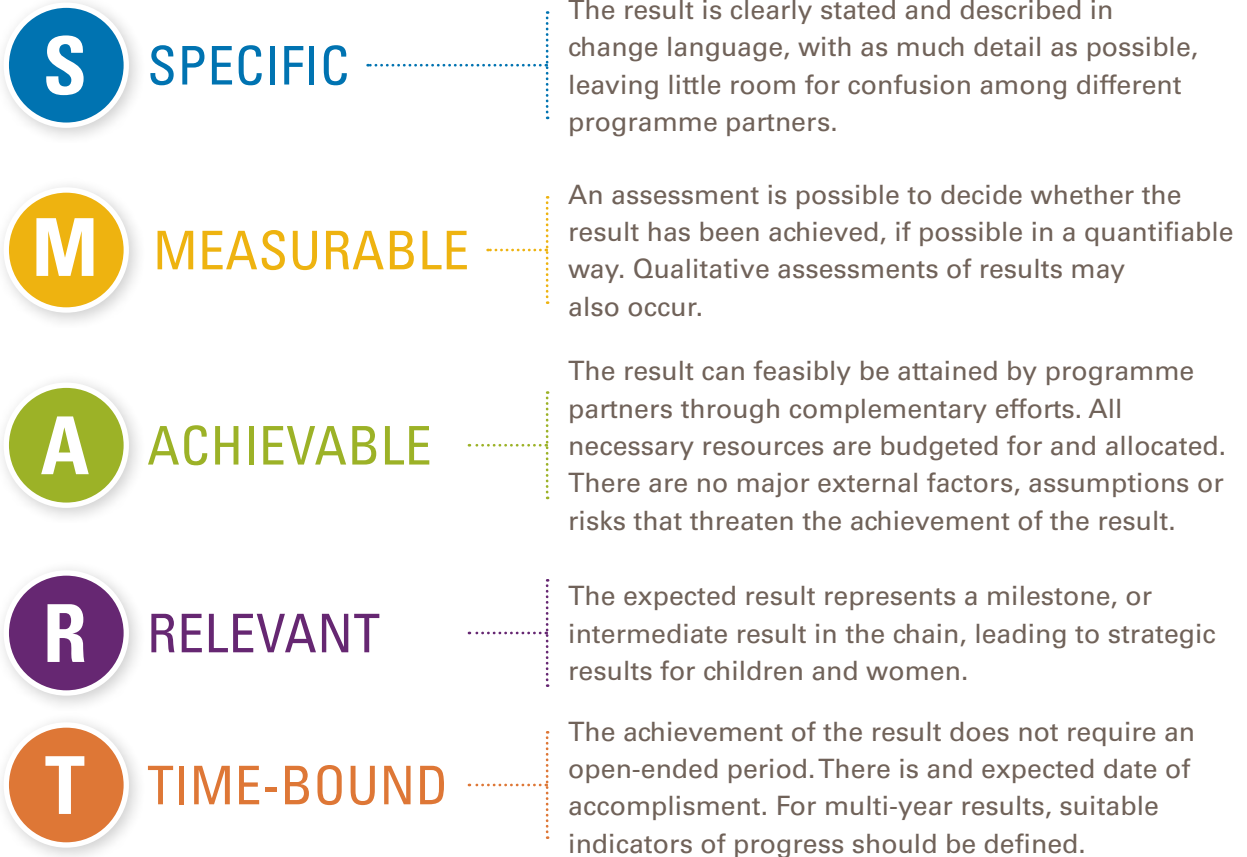 S
SPECIFIC
The result is clearly stated and described in
change language, with as much detail as possible,
leaving little room for confusion among different
programme partners.
M
MEASURABLE
An assessment is possible to decide whether the
result has been achieved, if possible in a quantifiable
way. Qualitative assessments of results may
also occur.
A
ACHIEVABLE
The result can feasibly be attained by programme
partners through complementary efforts. All
necessary resources are budgeted for and allocated.
There are no major external factors, assumptions or
risks that threaten the achievement of the result.
R
RELEVANT
The expected result represents a milestone, or
intermediate result in the chain, leading to strategic
results for children and women.
T
TIME-BOUND
The achievement of the result does not require an
open-ended period. There is and expected date of
accomplisment. For multi-year results, suitable
indicators of progress should be defined.